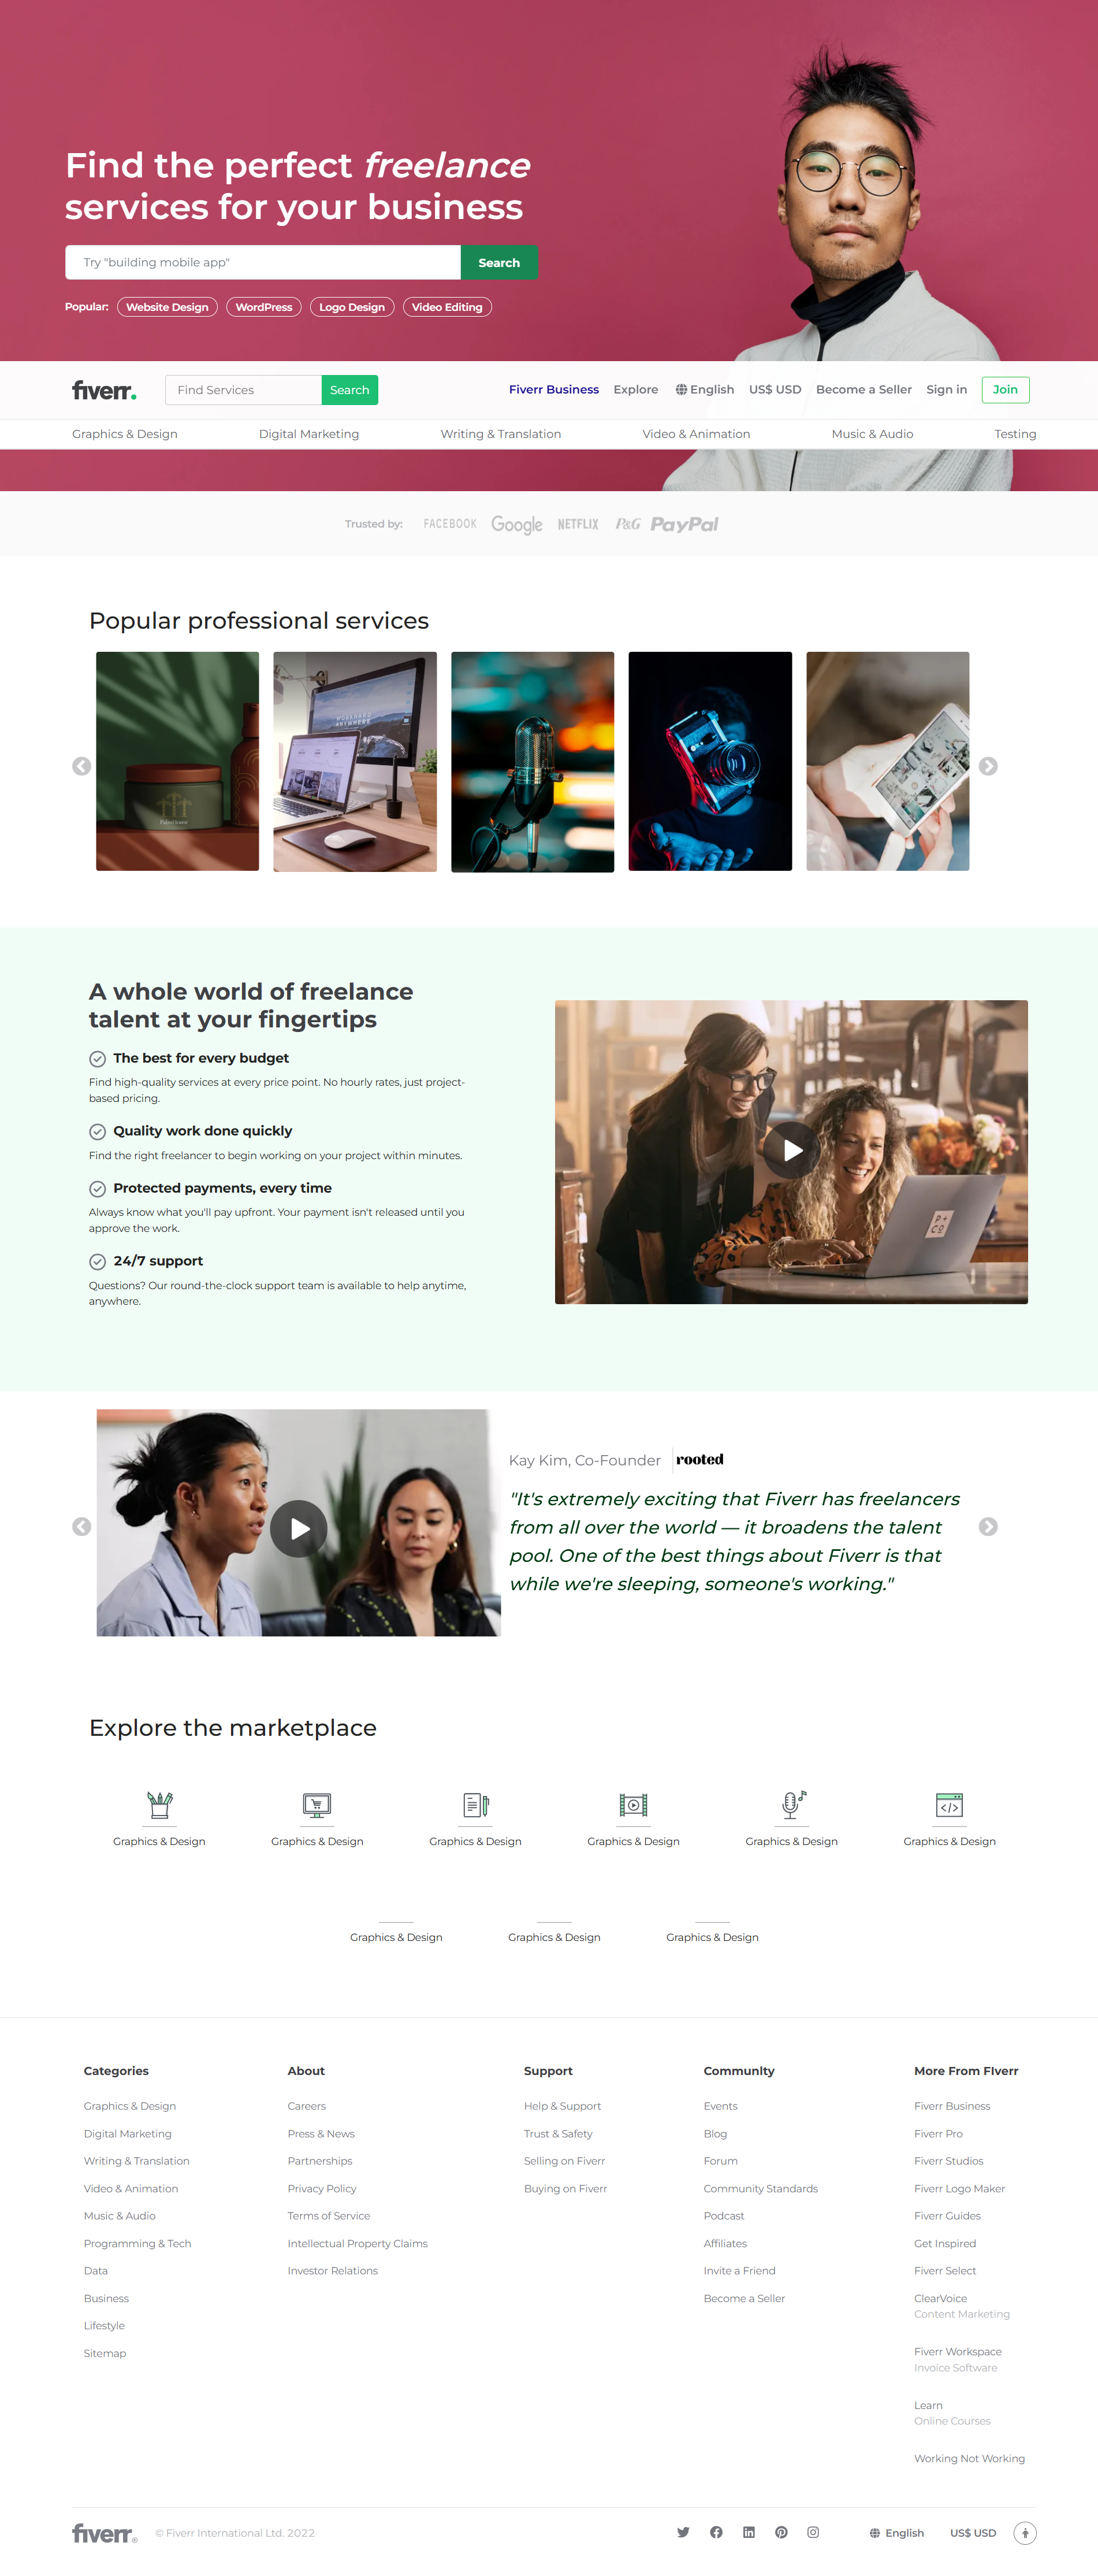 Find the perfect freelance
services for your business
Try "building mobile app"
Search
Popular:
Website Design
WordPress
Logo Design
Video Editing
fiverr.
Find Services
Search
Fiverr Business
Explore
English
US$ USD
Become a Seller
Sign in
Join
Graphics & Design
Digital Marketing
Writing & Translation
Video & Animation
Music & Audio
Testing
Trusted by:
FACEBOOK
Google
NETFLIX
P&G
PayPal
Popular professional services
WORKHARD
ANYWHERE
A whole world of freelance
talent at your fingertips
The best for every budget
Find high-quality services at every price point. No hourly rates, just project-
based pricing.
Quality work done quickly
Find the right freelancer to begin working on your project within minutes.
Protected payments, every time
Always know what you'll pay upfront. Your payment isn't released until you
approve the work.
24/7 support
Questions? Our round-the-clock support team is available to help anytime,
anywhere.
P+
CO
Kay Kim, Co-Founder
rooted
"It's extremely exciting that Fiverr has freelancers
from all over the world — it broadens the talent
pool. One of the best things about Fiverr is that
while we're sleeping, someone's working."
Explore the marketplace
Graphics & Design
Graphics & Design
Graphics & Design
Graphics & Design
Graphics & Design
Graphics & Design
Graphics & Design
Graphics & Design
Graphics & Design
Categories
Graphics & Design
Digital Marketing
Writing & Translation
Video & Animation
Music & Audio
Programming & Tech
Data
Business
Lifestyle
Sitemap
About
Careers
Press & News
Partnerships
Privacy Policy
Terms of Service
Intellectual Property Claims
Investor Relations
Support
Help & Support
Trust & Safety
Selling on Fiverr
Buying on Fiverr
CommunIty
Events
Blog
Forum
Community Standards
Podcast
Affiliates
Invite a Friend
Become a Seller
More From FIverr
Fiverr Business
Fiverr Pro
Fiverr Studios
Fiverr Logo Maker
Fiverr Guides
Get Inspired
Fiverr Select
ClearVoice
Content Marketing
Fiverr Workspace
Invoice Software
Learn
Online Courses
Working Not Working
fiverr.®
© Fiverr International Ltd. 2022
English
US$ USD